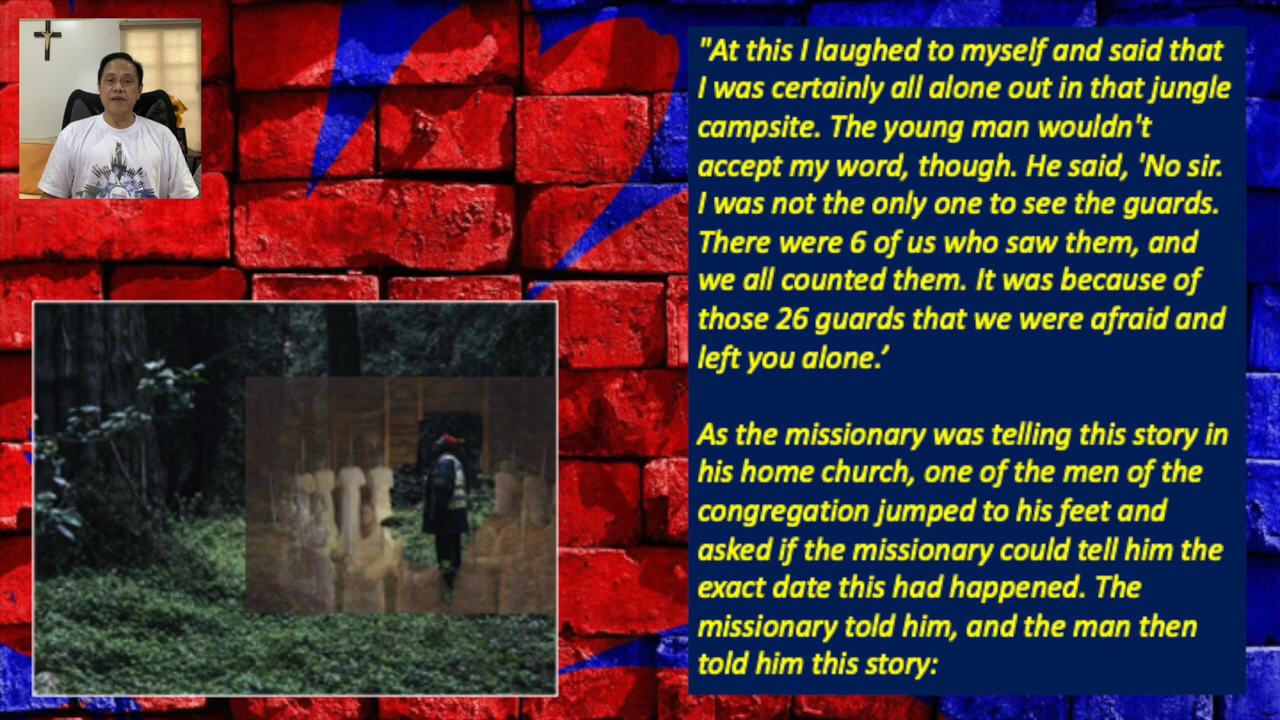 "At this I laughed to myself and said that
I was certainly all alone out in that jungle
campsite. The young man wouldn't
accept my word, though. He said, 'No sir.
I was not the only one to see the guards.
There were 6 of us who saw them, and
we all counted them. It was because of
those 26 guards that we were afraid and
left you alone.’
As the missionary was telling this story in
his home church, one of the men of the
congregation jumped to his feet and
asked if the missionary could tell him the
exact date this had happened. The
missionary told him, and the man then
told him this story: